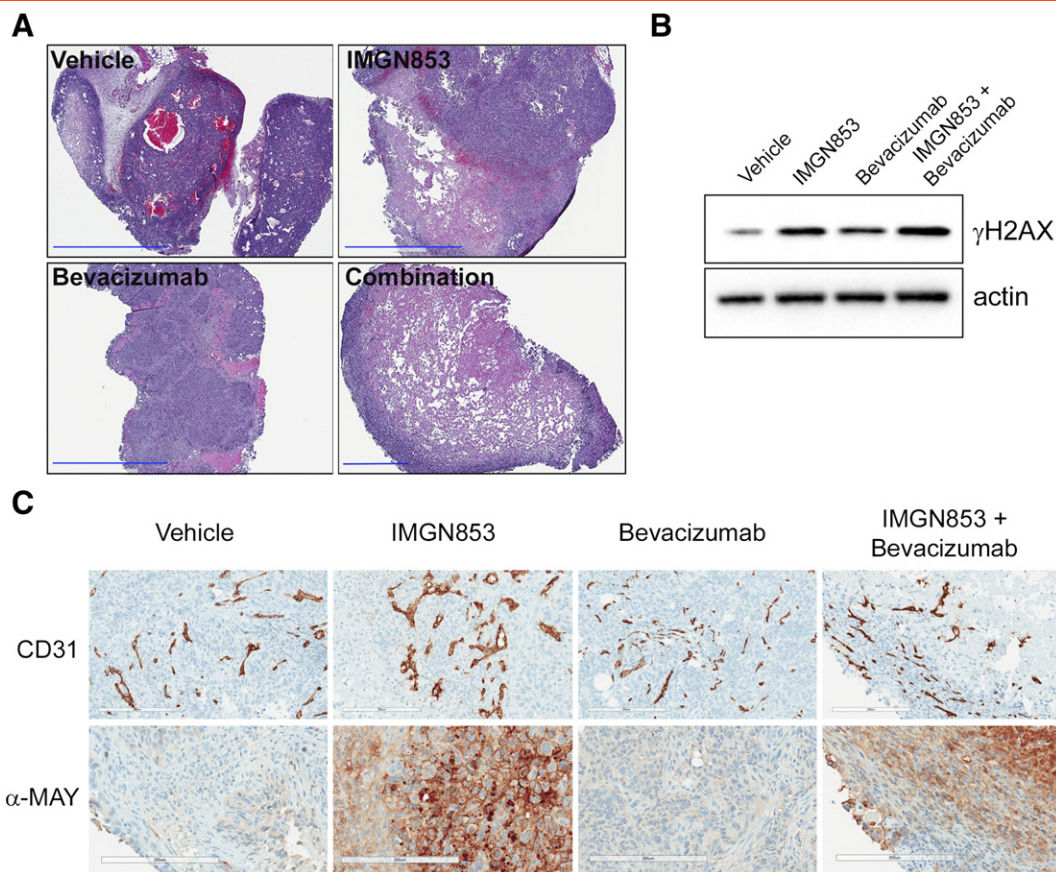 A
Vehicle
IMGN853
Bevacizumab
Combination
B
Vehicle
IMGN853
Bevacizumab
IMGN853 +
Bevacizumab
γH2AX
actin
C
Vehicle
IMGN853
Bevacizumab
IMGN853 +
Bevacizumab
CD31
α-MAY